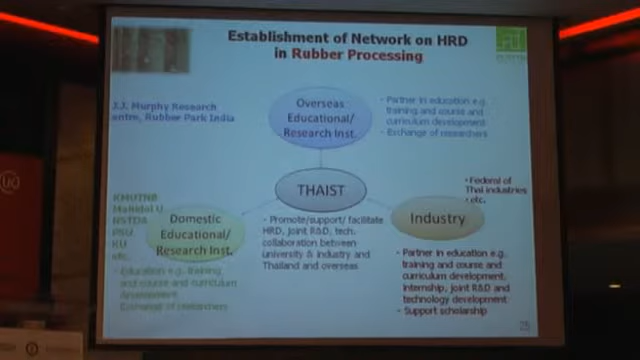 Establishment of Network on HRD
in Rubber Processing
J.J. Murphy Research
entre, Rubber Park India
Overseas
Educational/
Research Inst.
- Partner in education e.g.
training and course and
curriculum development
- Exchange of researchers
THAIST
- Promote/support/ facilitate
HRD, joint R&D, tech.
collaboration between
university & industry and
Thailand and overseas
KMUTNB
Mahidol U
NSTDA
PSU
KU
etc.
Domestic
Educational/
Research Inst.
- Education e.g. training
and course and curriculum
development
- Exchange of researchers
• Federal of
Thai industries
• etc.
Industry
• Partner in education e.g.
training and course and
curriculum development,
internship, joint R&D and
technology development
• Support scholarship
25